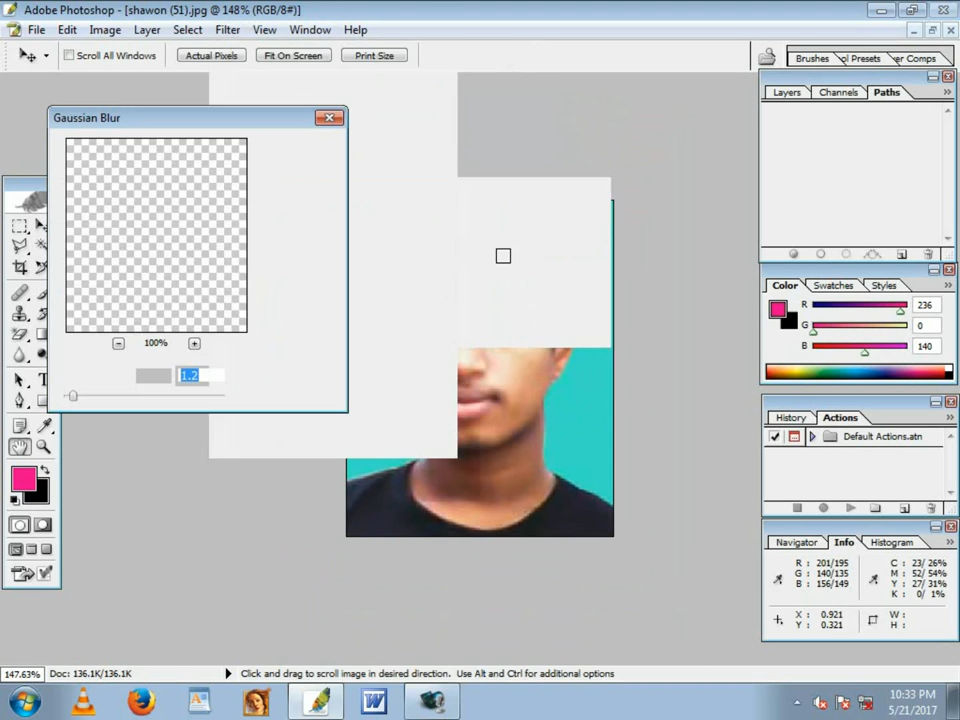 Adobe Photoshop - [shawon (51).jpg @ 148% (RGB/8#)]
File Edit Image Layer Select Filter View Window Help
Scroll All Windows Actual Pixels Fit On Screen Print Size Brushes ol Presets er Comps
Layers Channels Paths
Gaussian Blur
100%
1.2
Color Swatches Styles
R 236
G 0
B 140
History Actions
Default Actions.atn
Navigator Info Histogram
R : 201/195 C : 23/ 26%
G : 140/135 M : 52/ 54%
B : 156/149 Y : 27/ 31%
K : 0/ 1%
X : 0.921 W :
Y : 0.321 H :
147.63% Doc: 136.1K/136.1K Click and drag to scroll image in desired direction. Use Alt and Ctrl for additional options
10:33 PM
5/21/2017